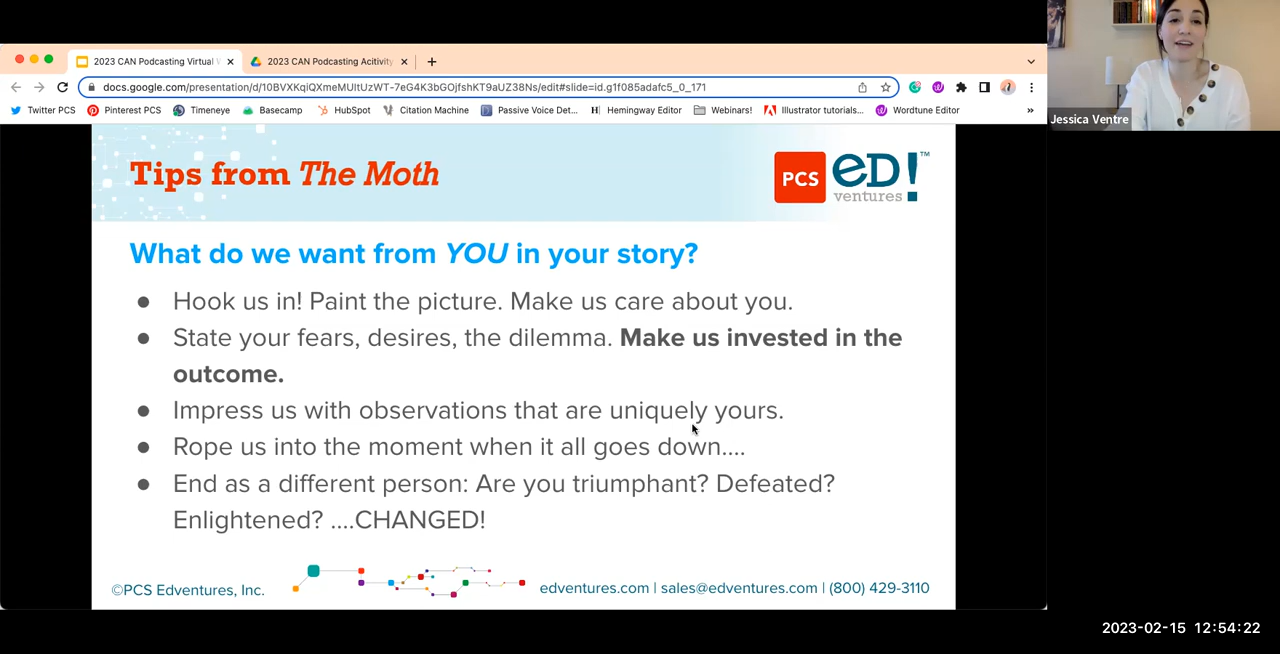 2023 CAN Podcasting Virtual
2023 CAN Podcasting Acitivity
docs.google.com/presentation/d/10BVXKqiQXmeMUltUzWT-7eG4K3bGOjfshKT9aUZ38Ns/edit#slide=id.g1f085adafc5_0_171
Twitter PCS Pinterest PCS Timeneye Basecamp HubSpot Citation Machine Passive Voice Det... Hemingway Editor Webinars! Illustrator tutorials... Wordtune Editor »
Jessica Ventre
Tips from The Moth
PCS ED! ™
ventures
What do we want from YOU in your story?
● Hook us in! Paint the picture. Make us care about you.
● State your fears, desires, the dilemma. Make us invested in the
outcome.
● Impress us with observations that are uniquely yours.
● Rope us into the moment when it all goes down....
● End as a different person: Are you triumphant? Defeated?
Enlightened? ....CHANGED!
©PCS Edventures, Inc.
edventures.com | sales@edventures.com | (800) 429-3110
2023-02-15 12:54:22